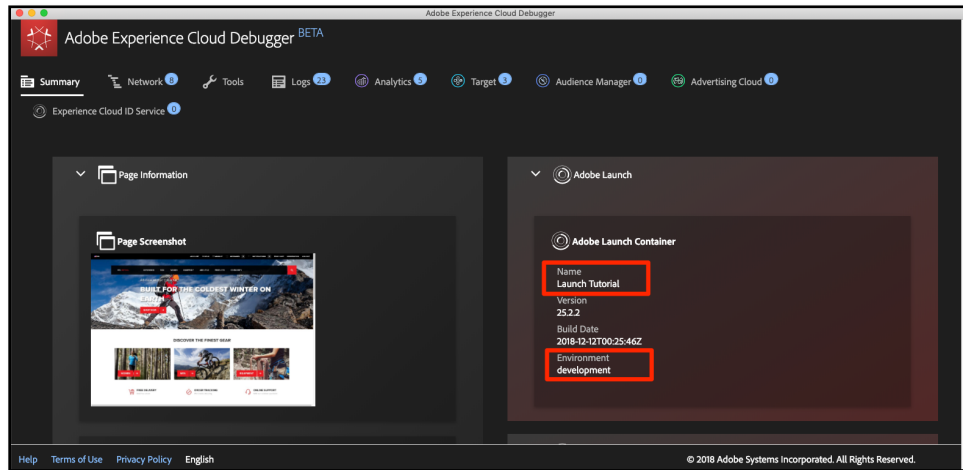 Adobe Experience Cloud Debugger
Adobe Experience Cloud Debugger BETA
Summary
Network 8
Tools
Logs 23
Analytics 5
Target 3
Audience Manager 0
Advertising Cloud 0
Experience Cloud ID Service 0
Page Information
Page Screenshot
BUILT FOR THE COLDEST WINTER ON
EARTH
DISCOVER THE FINEST GEAR
Adobe Launch
Adobe Launch Container
Name
Launch Tutorial
Version
25.2.2
Build Date
2018-12-12T00:25:46Z
Environment
development
Help Terms of Use Privacy Policy English
© 2018 Adobe Systems Incorporated. All Rights Reserved.